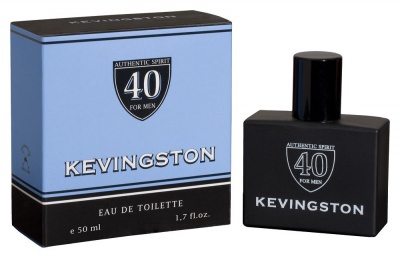 AUTHENTIC SPIRIT
40
FOR MEN
KEVINGSTON
EAU DE TOILETTE
e 50 ml 1,7 fl.oz.
AUTHENTIC SPIRIT
40
FOR MEN
KEVINGSTON